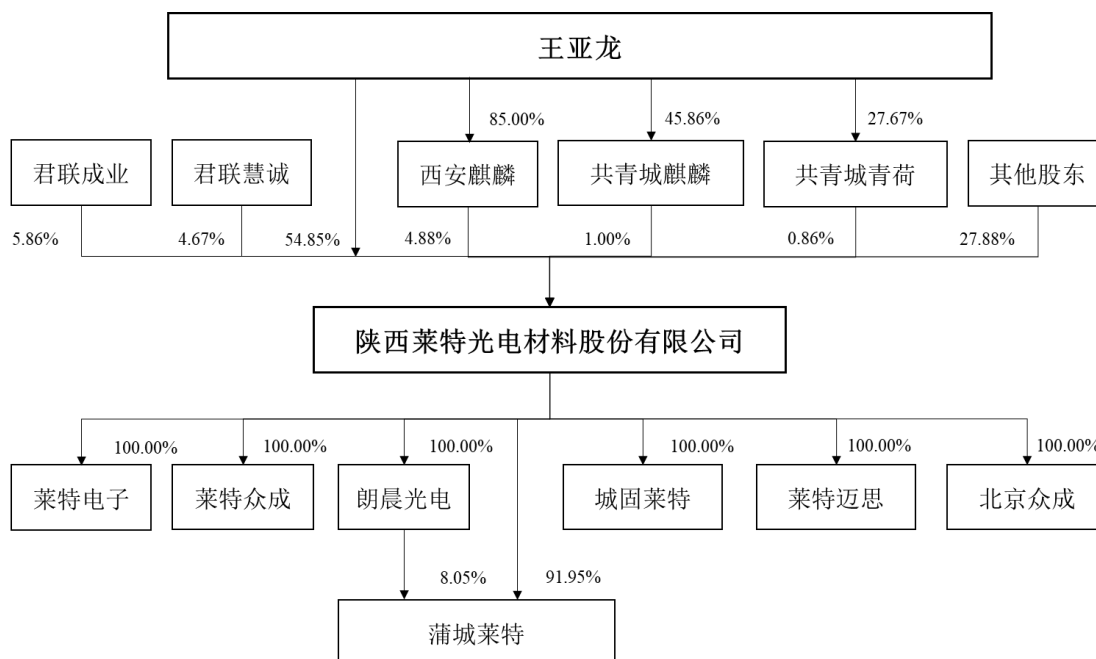 王亚龙
85.00%
45.86%
27.67%
君联成业
君联慧诚
西安麒麟
共青城麒麟
共青城青荷
其他股东
5.86%
4.67%
54.85%
4.88%
1.00%
0.86%
27.88%
陕西莱特光电材料股份有限公司
100.00%
100.00%
100.00%
100.00%
100.00%
100.00%
莱特电子
莱特众成
朗晨光电
城固莱特
莱特迈思
北京众成
8.05%
91.95%
蒲城莱特